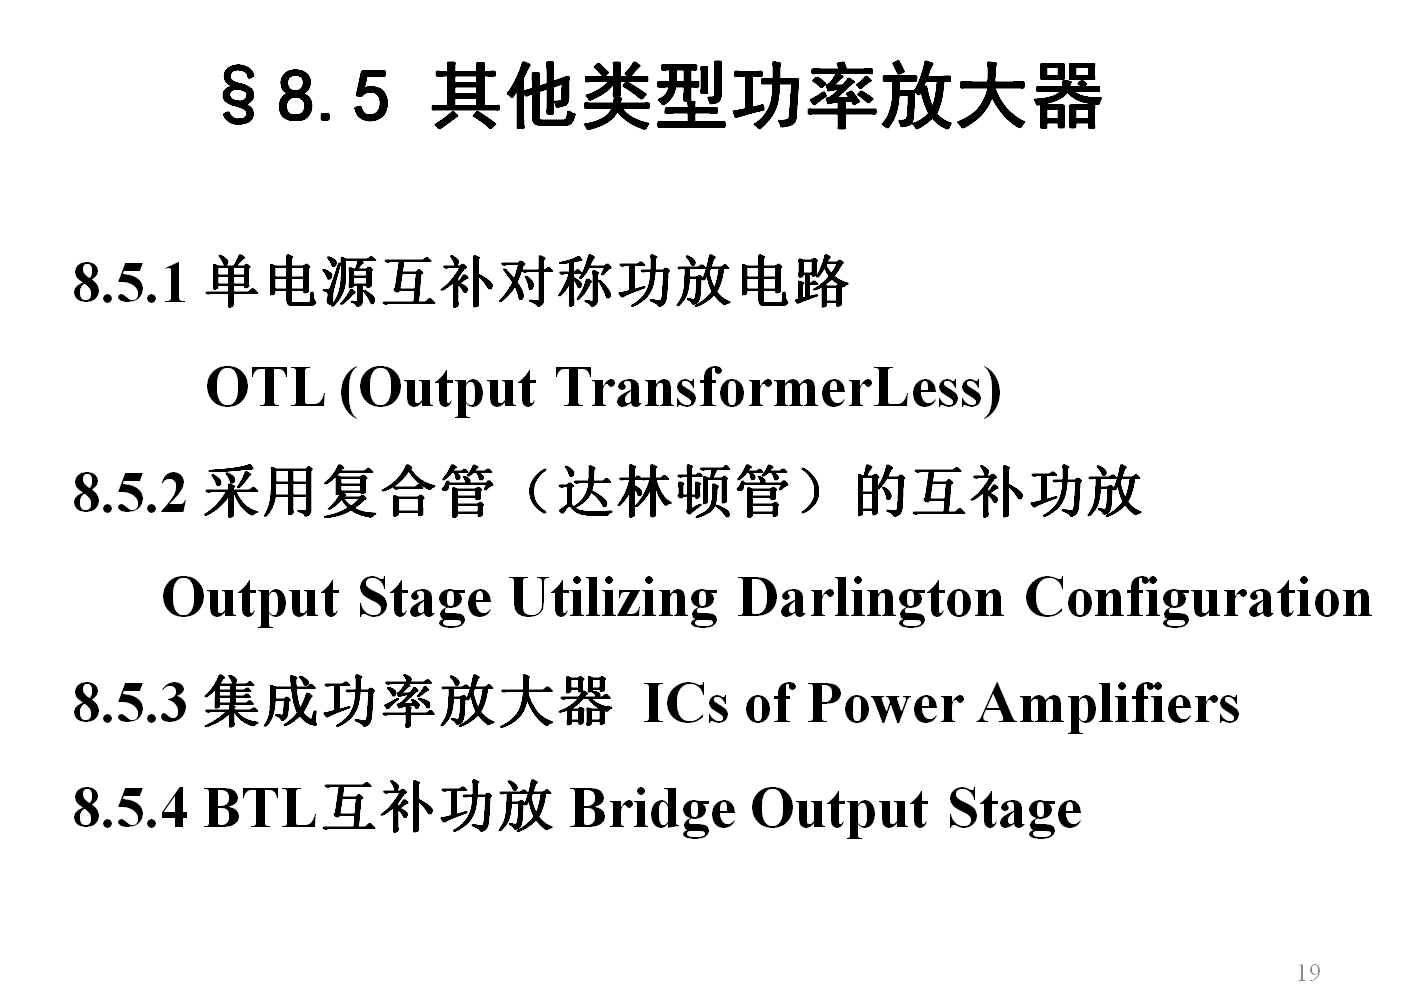 §8.5 其他类型功率放大器
8.5.1 单电源互补对称功放电路
OTL (Output TransformerLess)
8.5.2 采用复合管（达林顿管）的互补功放
Output Stage Utilizing Darlington Configuration
8.5.3 集成功率放大器 ICs of Power Amplifiers
8.5.4 BTL互补功放 Bridge Output Stage
19